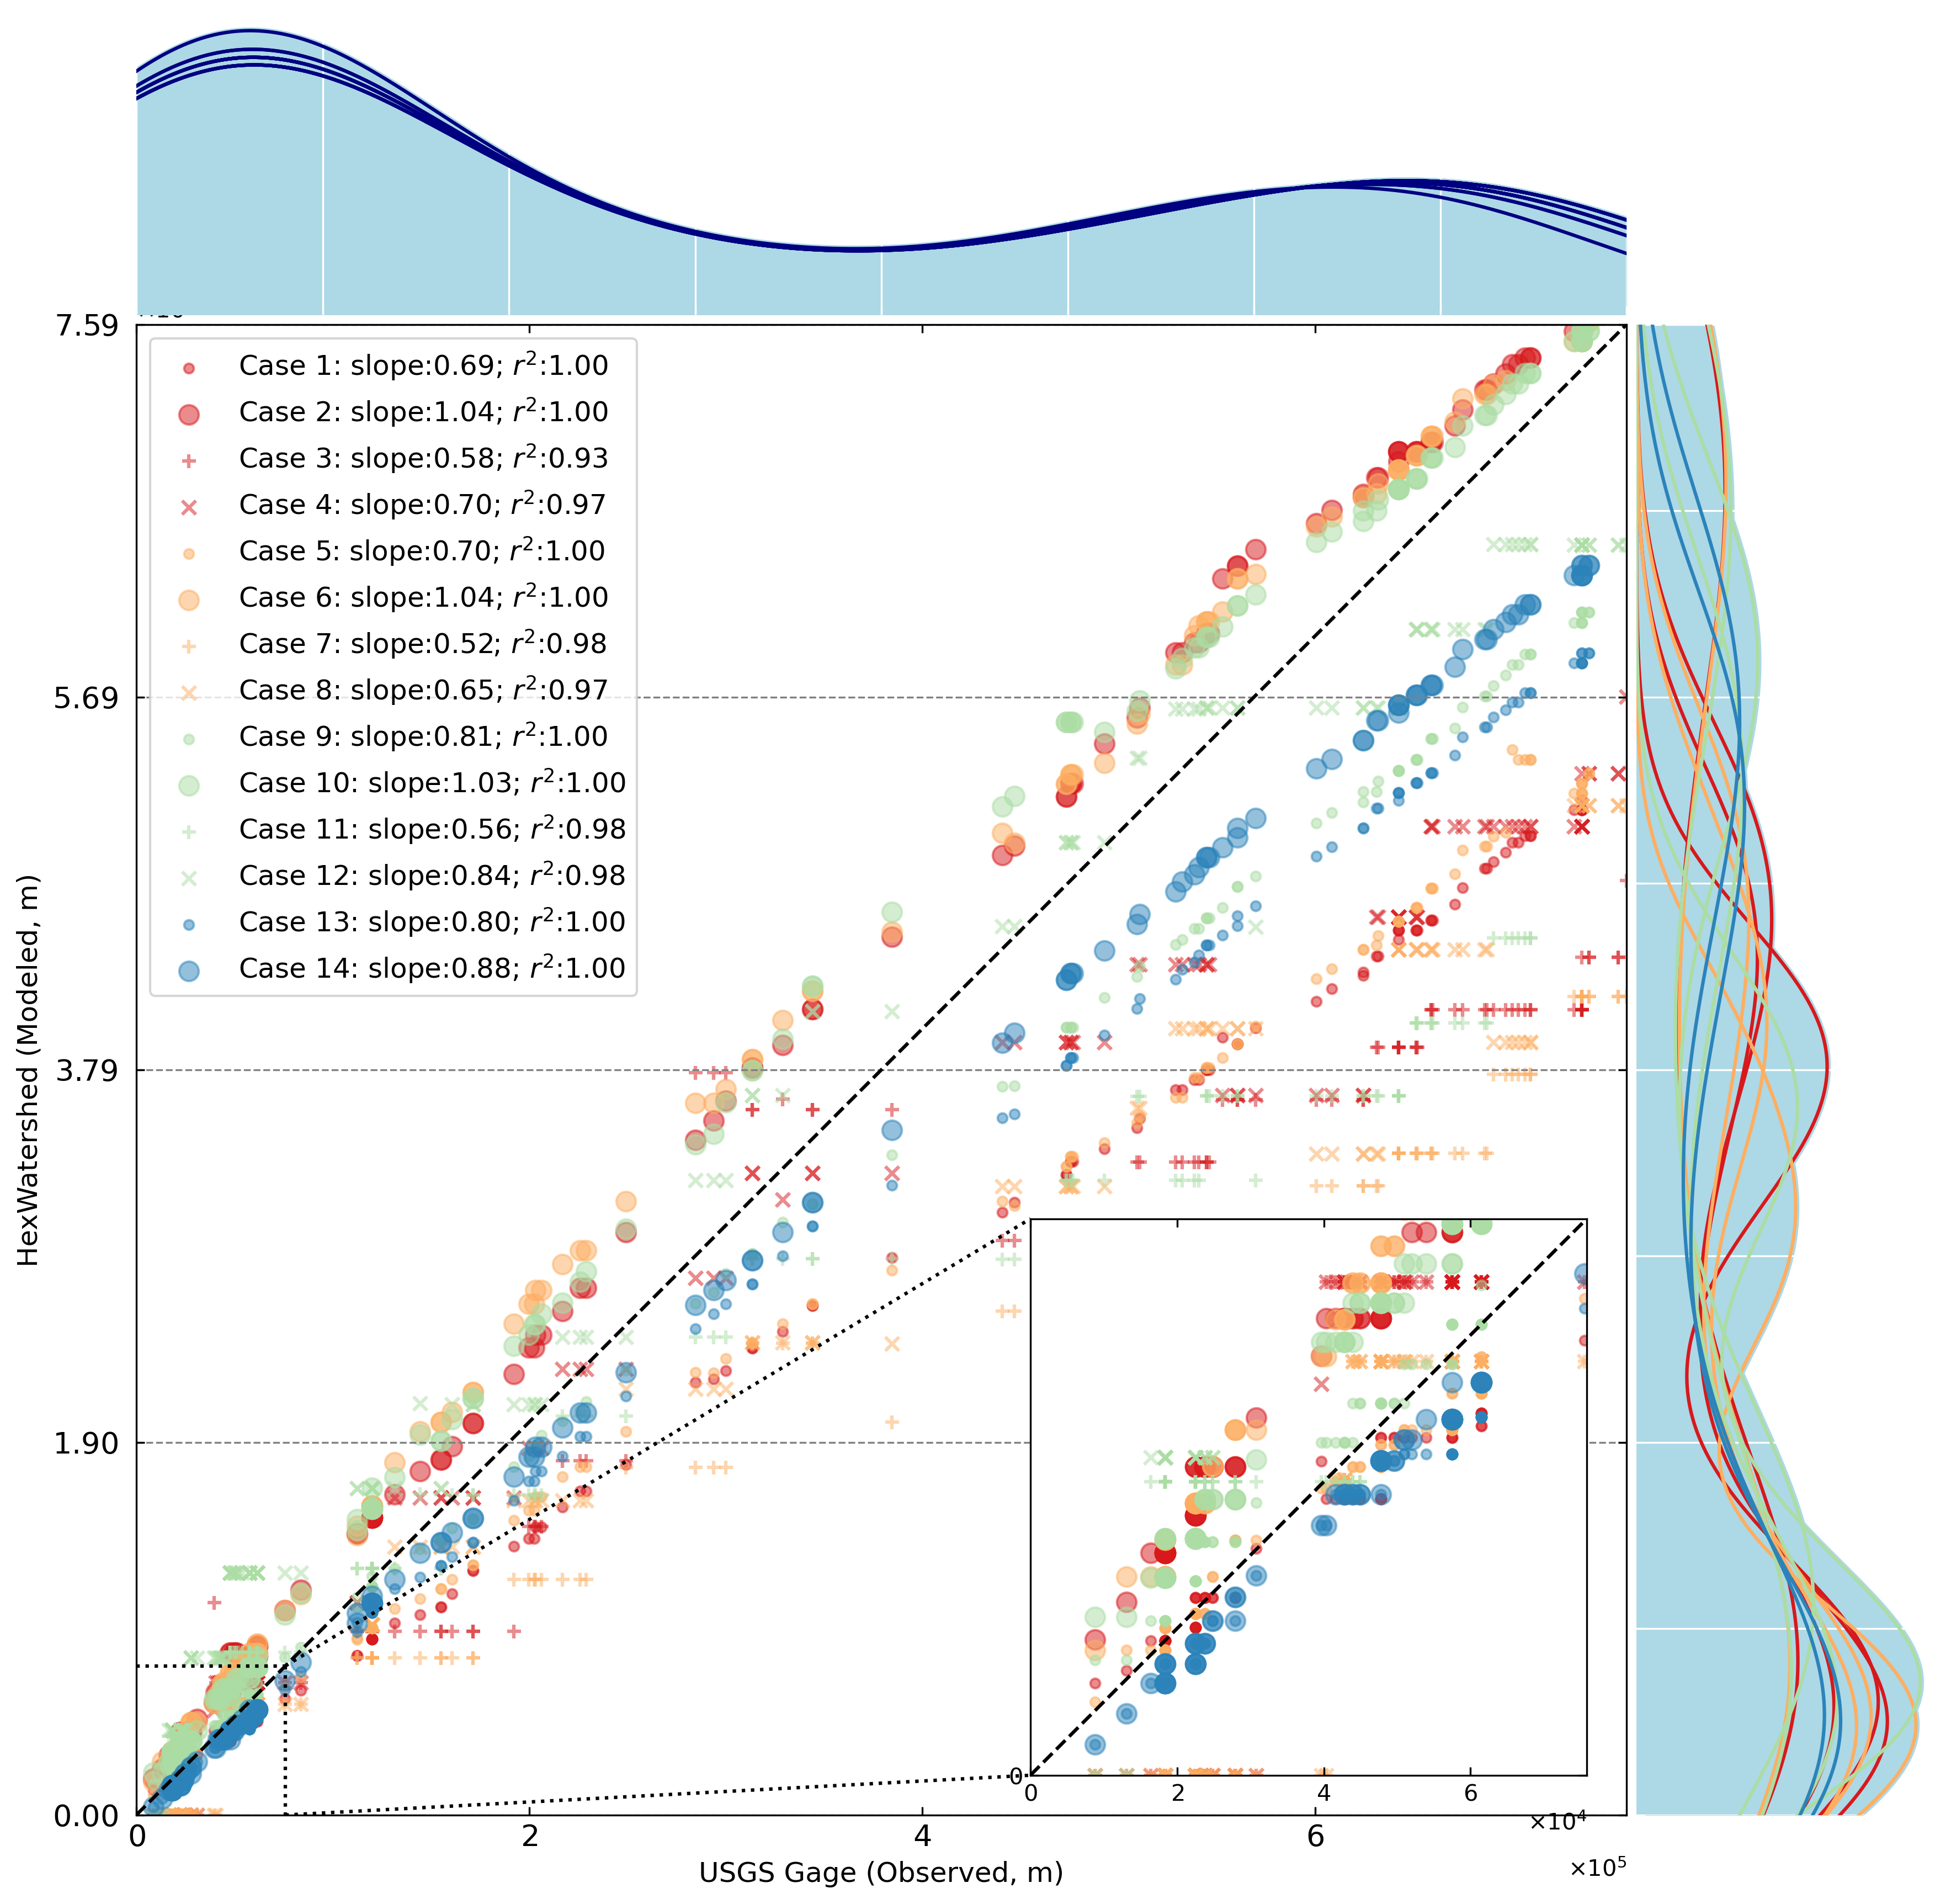 7.59
Case 1: slope:0.69; r²:1.00
Case 2: slope:1.04; r²:1.00
Case 3: slope:0.58; r²:0.93
Case 4: slope:0.70; r²:0.97
Case 5: slope:0.70; r²:1.00
Case 6: slope:1.04; r²:1.00
Case 7: slope:0.52; r²:0.98
Case 8: slope:0.65; r²:0.97
Case 9: slope:0.81; r²:1.00
Case 10: slope:1.03; r²:1.00
Case 11: slope:0.56; r²:0.98
Case 12: slope:0.84; r²:0.98
Case 13: slope:0.80; r²:1.00
Case 14: slope:0.88; r²:1.00
5.69
3.79
1.90
0.00
HexWatershed (Modeled, m)
0
0 2 4 6
×10⁴
0 2 4 6
USGS Gage (Observed, m)
×10⁵